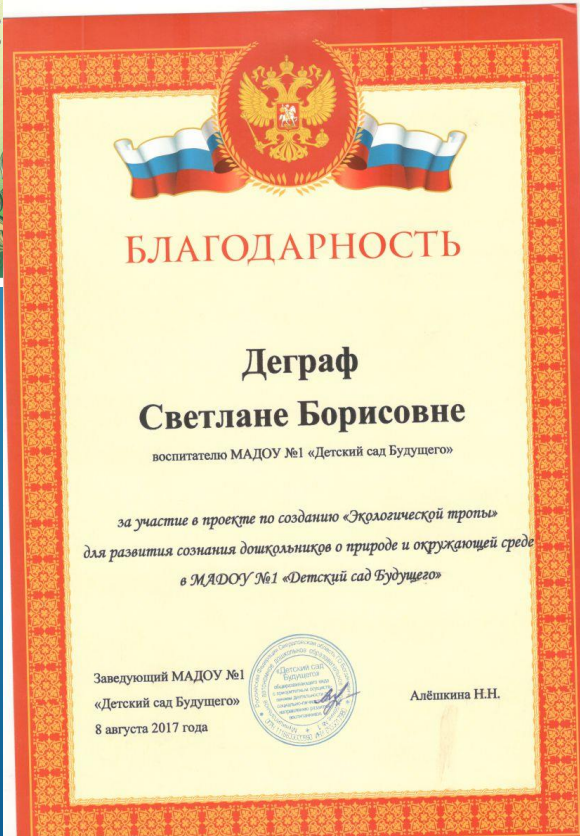 БЛАГОДАРНОСТЬ
Деграф
Светлане Борисовне
воспитателю МАДОУ №1 «Детский сад Будущего»
за участие в проекте по созданию «Экологической тропы»
для развития сознания дошкольников о природе и окружающей среде
в МАДОУ №1 «Детский сад Будущего»
Заведующий МАДОУ №1
«Детский сад Будущего»
8 августа 2017 года
«Детский сад
Будущего»
Алёшкина Н.Н.